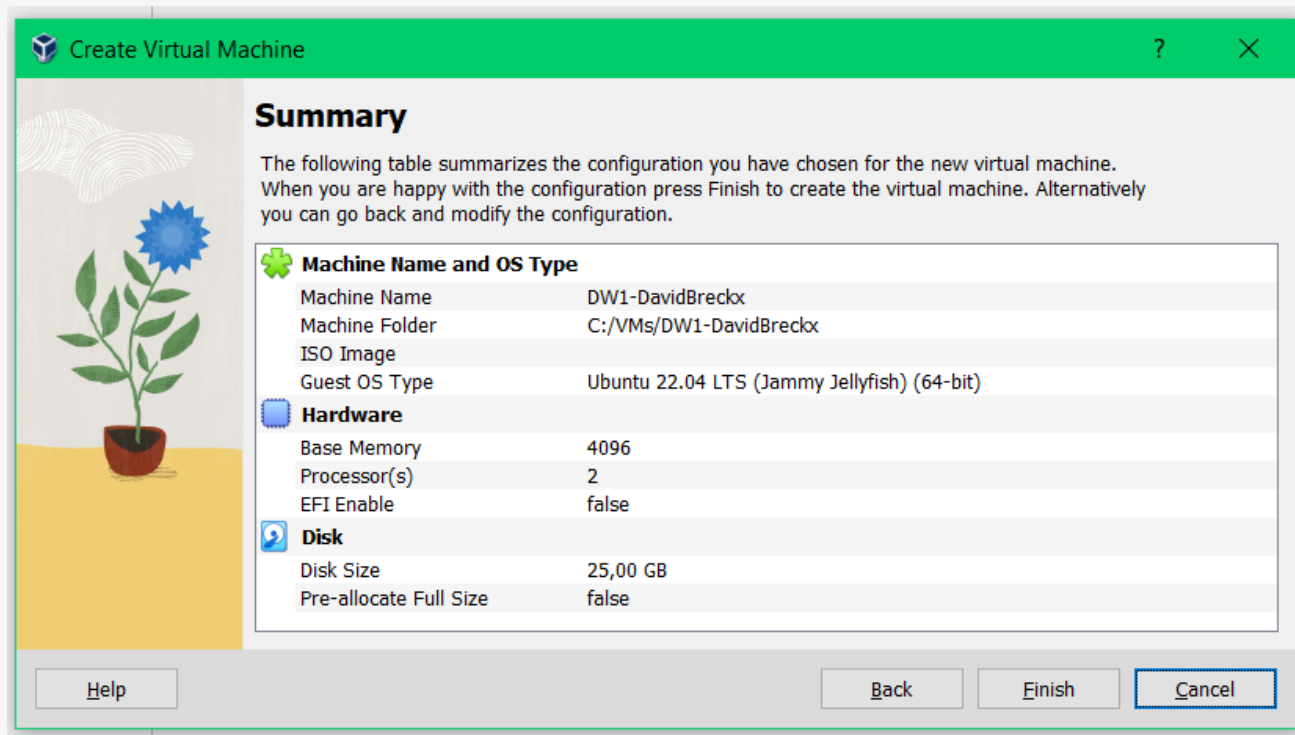 Create Virtual Machine ?
Summary
The following table summarizes the configuration you have chosen for the new virtual machine.
When you are happy with the configuration press Finish to create the virtual machine. Alternatively
you can go back and modify the configuration.
Machine Name and OS Type
Machine Name DW1-DavidBreckx
Machine Folder C:/VMs/DW1-DavidBreckx
ISO Image
Guest OS Type Ubuntu 22.04 LTS (Jammy Jellyfish) (64-bit)
Hardware
Base Memory 4096
Processor(s) 2
EFI Enable false
Disk
Disk Size 25,00 GB
Pre-allocate Full Size false
Help Back Finish Cancel